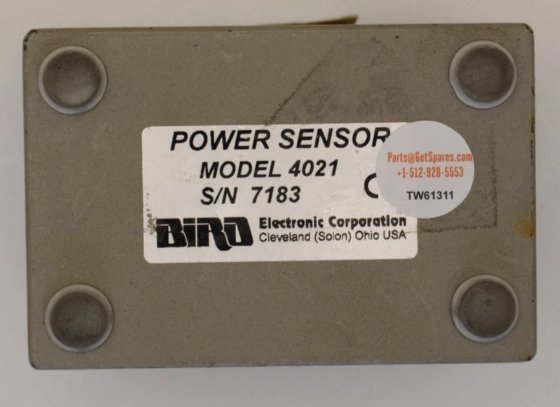 POWER SENSOR
MODEL 4021
S/N 7183
BIRD Electronic Corporation
Cleveland (Solon) Ohio USA
Parts@GetSpares.com
+1-512-928-5553
TW61311